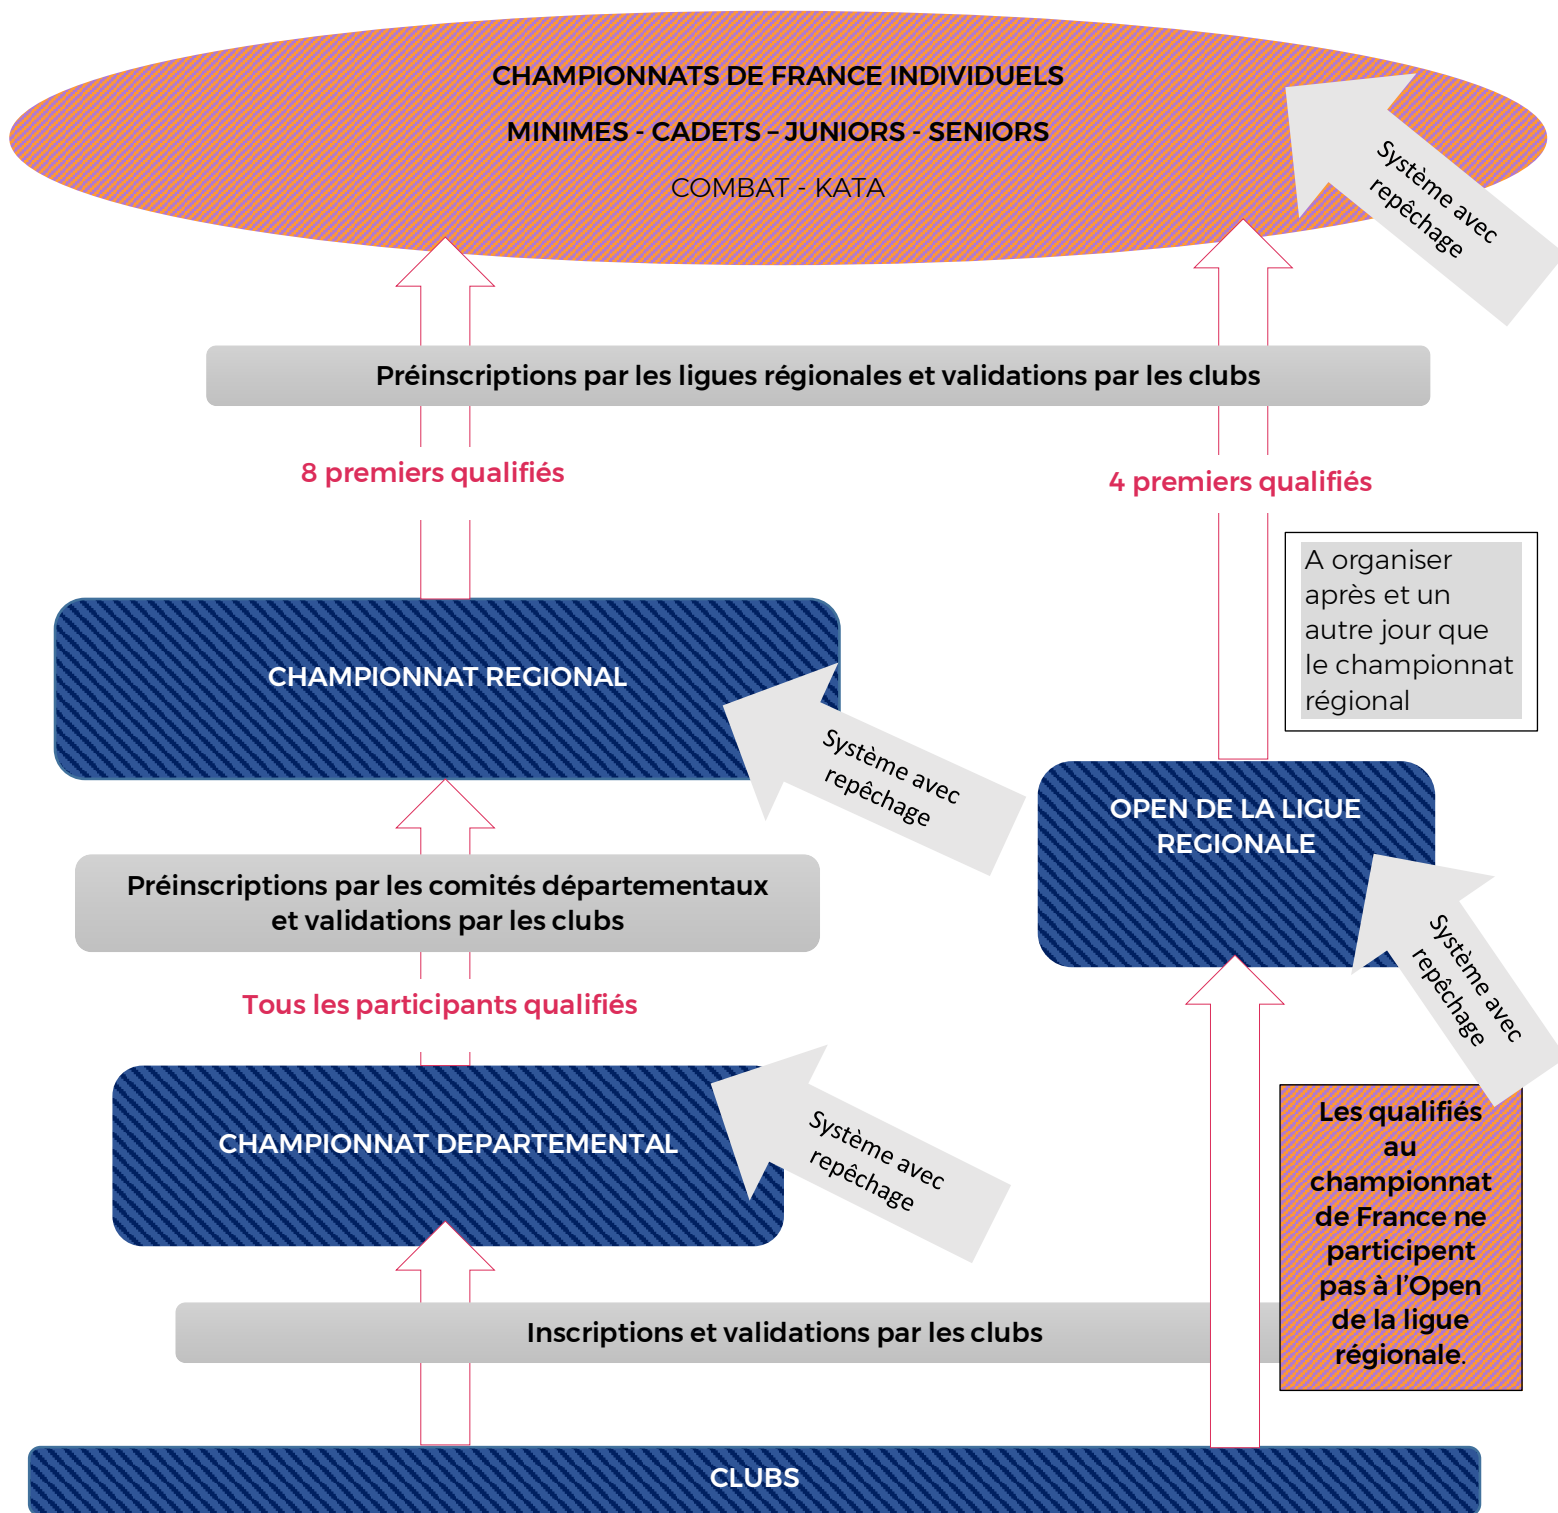 CHAMPIONNATS DE FRANCE INDIVIDUELS
MINIMES - CADETS – JUNIORS - SENIORS
COMBAT - KATA
Système avec
repêchage
Préinscriptions par les ligues régionales et validations par les clubs
8 premiers qualifiés
4 premiers qualifiés
A organiser
après et un
autre jour que
le championnat
régional
CHAMPIONNAT REGIONAL
Système avec
repêchage
OPEN DE LA LIGUE
REGIONALE
Système avec
repêchage
Préinscriptions par les comités départementaux
et validations par les clubs
Tous les participants qualifiés
CHAMPIONNAT DEPARTEMENTAL
Système avec
repêchage
Les qualifiés
au
championnat
de France ne
participent
pas à l’Open
de la ligue
régionale.
Inscriptions et validations par les clubs
CLUBS